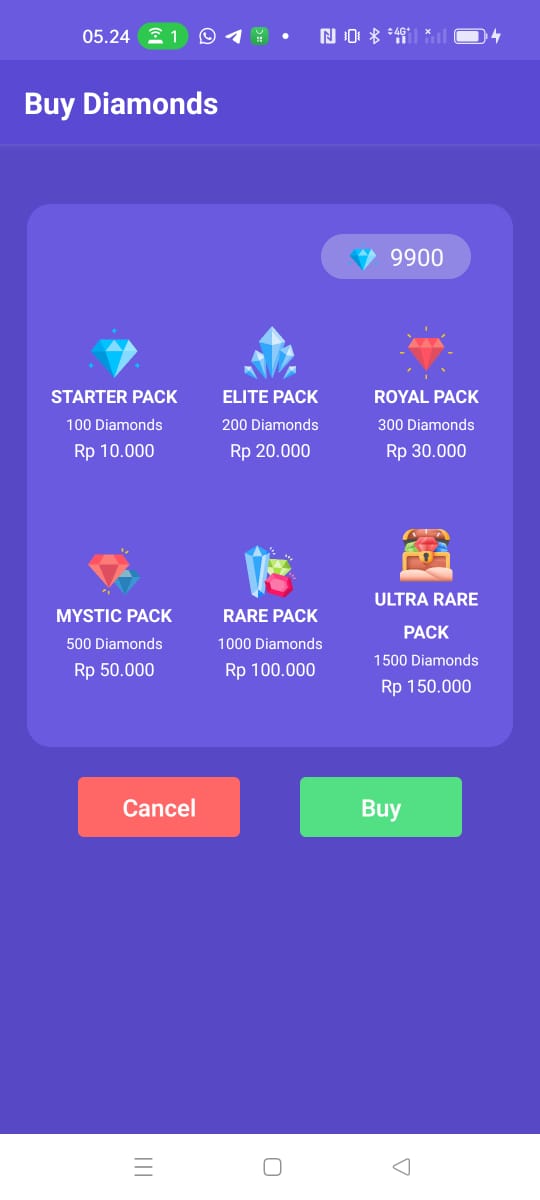 05.24
1
4G+
Buy Diamonds
9900
STARTER PACK
100 Diamonds
Rp 10.000
ELITE PACK
200 Diamonds
Rp 20.000
ROYAL PACK
300 Diamonds
Rp 30.000
MYSTIC PACK
500 Diamonds
Rp 50.000
RARE PACK
1000 Diamonds
Rp 100.000
ULTRA RARE
PACK
1500 Diamonds
Rp 150.000
Cancel
Buy